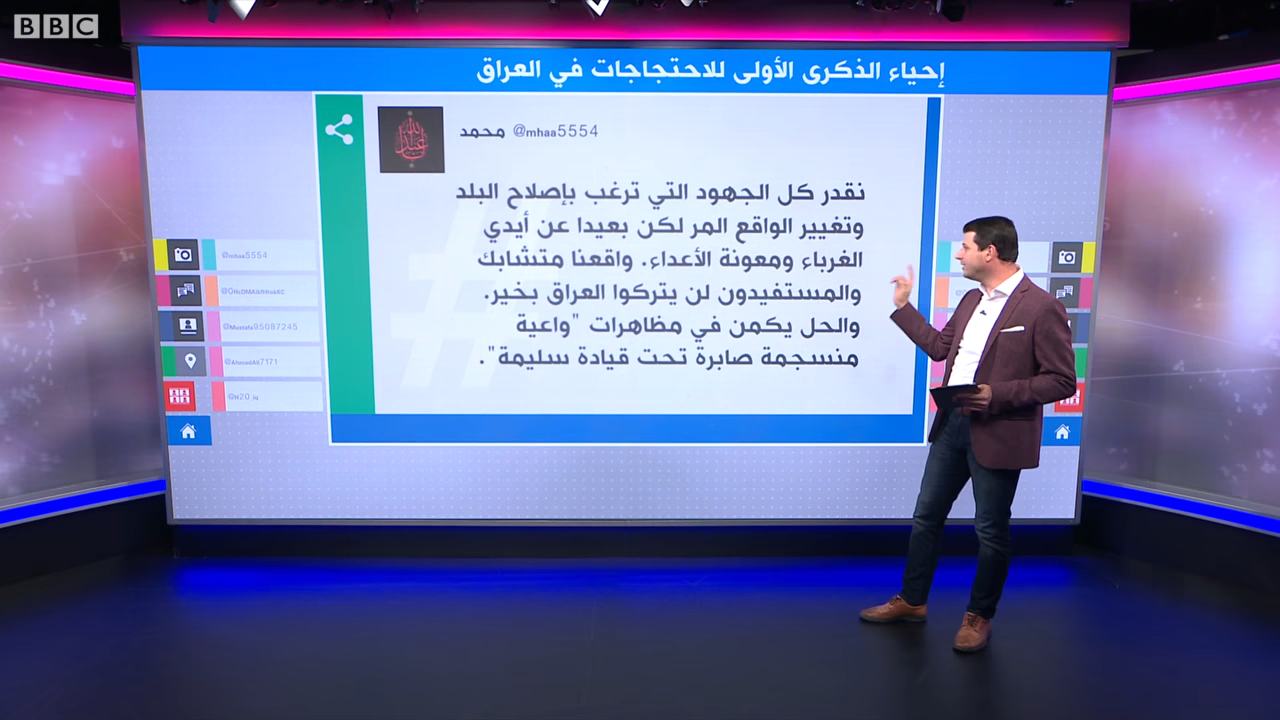 BBC
إحياء الذكرى الأولى للاحتجاجات في العراق
محمد @mhaa5554
نقدر كل الجهود التي ترغب بإصلاح البلد
وتغيير الواقع المر لكن بعيدا عن أيدي
الغرباء ومعونة الأعداء. واقعنا متشابك
والمستفيدون لن يتركوا العراق بخير.
والحل يكمن في مظاهرات "واعية
منسجمة صابرة تحت قيادة سليمة".
@mhaa5554
@Mustafa95087245
@AhmadAli7171